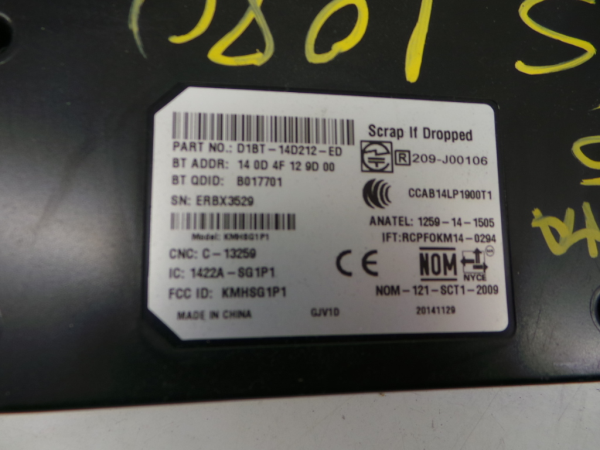 S 108()
Scrap If Dropped
PART NO.: D1BT-14D212-ED
R 209-J00106
BT ADDR: 14 0D 4F 12 9D 00
BT QDID: B017701
CCAB14LP1900T1
SN: ERBX3529
ANATEL: 1259-14-1505
Model: KMHSG1P1
IFT:RCPFOKM14-0294
CNC: C-13259
CE
NOM
NYCE
IC: 1422A-SG1P1
NOM-121-SCT1-2009
FCC ID: KMHSG1P1
MADE IN CHINA GJV1D 20141129